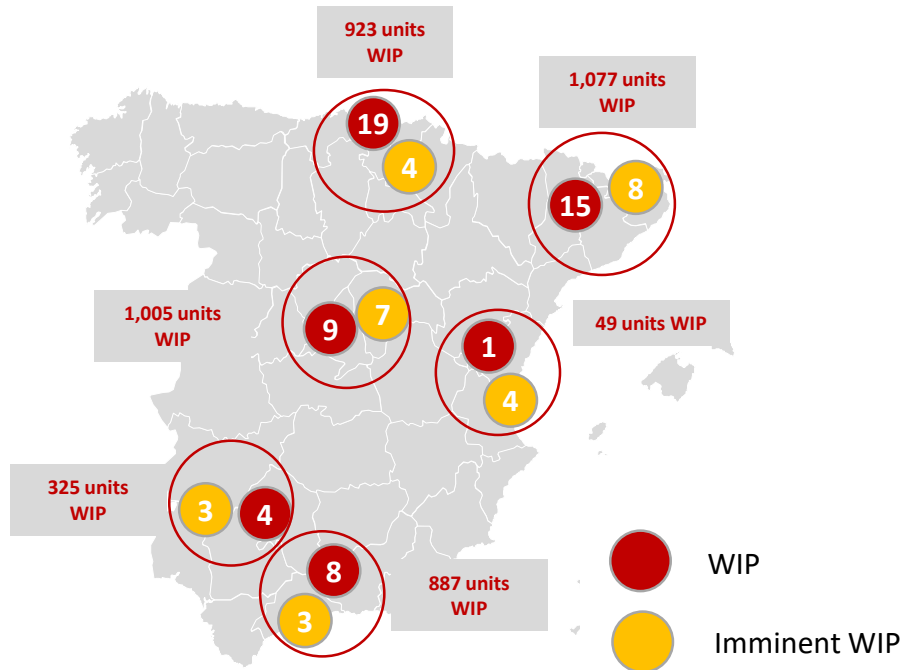 923 units
WIP
1,077 units
WIP
19
4
8
15
1,005 units
WIP
9
7
49 units WIP
1
4
325 units
WIP
3
4
8
3
887 units
WIP
WIP
Imminent WIP